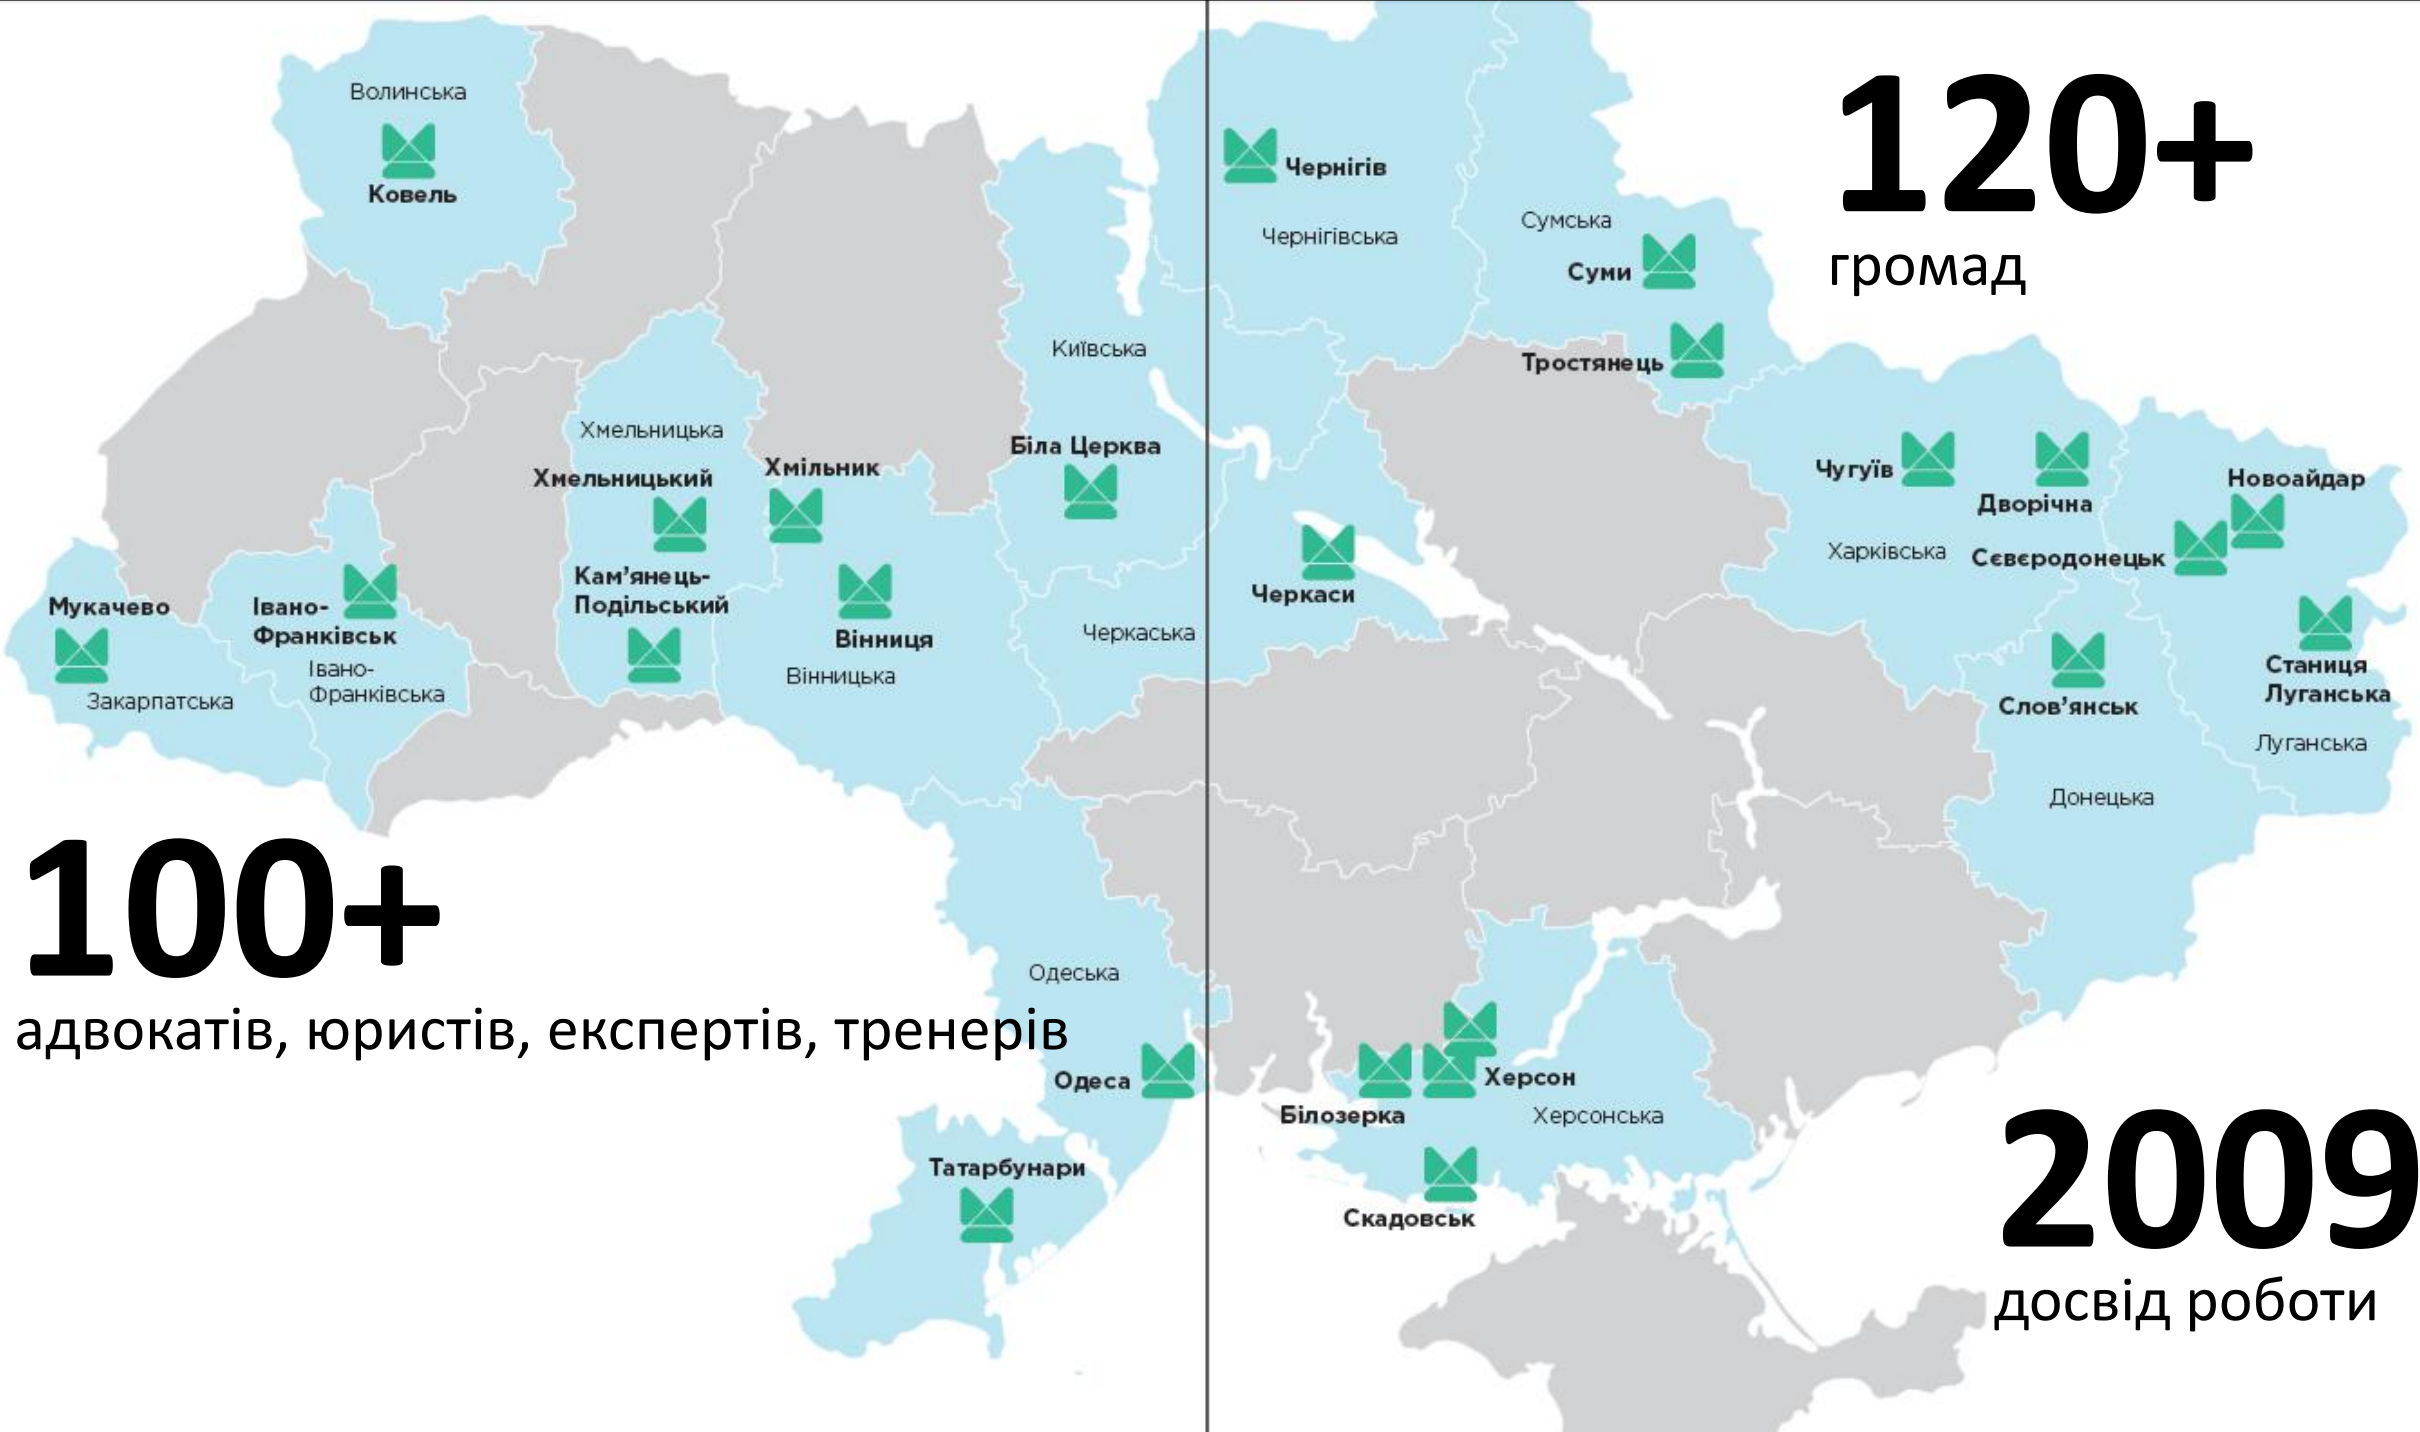 Волинська
Ковель
Чернігів
Чернігівська
Сумська
Суми
Тростянець
120+
громад
Київська
Біла Церква
Хмельницька
Хмельницький
Хмільник
Кам’янець-
Подільський
Вінниця
Вінницька
Мукачево
Закарпатська
Івано-
Франківськ
Івано-
Франківська
Черкаси
Черкаська
Чугуїв
Дворічна
Харківська
Новоайдар
Сєвєродонецьк
Станиця
Луганська
Луганська
Слов’янськ
Донецька
100+
адвокатів, юристів, експертів, тренерів
Одеська
Одеса
Татарбунари
Херсон
Білозерка
Херсонська
Скадовськ
2009
досвід роботи